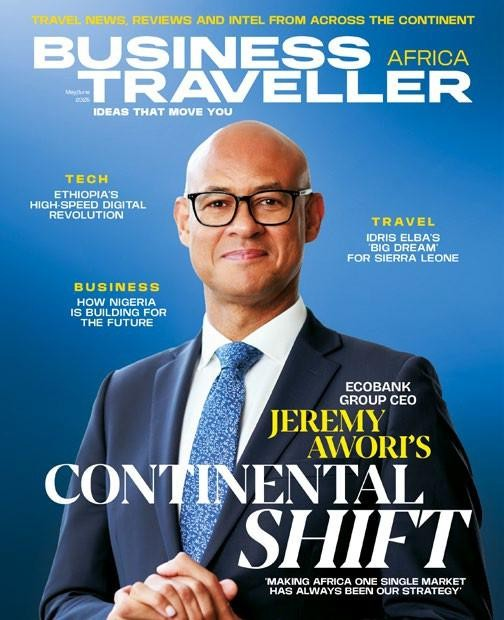 TRAVEL NEWS, REVIEWS AND INTEL FROM ACROSS THE CONTINENT
BUSINESS
AFRICA
TRAVELLER
May/June
2025
IDEAS THAT MOVE YOU
TECH
ETHIOPIA'S
HIGH-SPEED DIGITAL
REVOLUTION
TRAVEL
IDRIS ELBA'S
'BIG DREAM'
FOR SIERRA LEONE
BUSINESS
HOW NIGERIA
IS BUILDING FOR
THE FUTURE
ECOBANK
GROUP CEO
JEREMY
AWORI'S
CONTINENTAL
SHIFT
'MAKING AFRICA ONE SINGLE MARKET
HAS ALWAYS BEEN OUR STRATEGY'